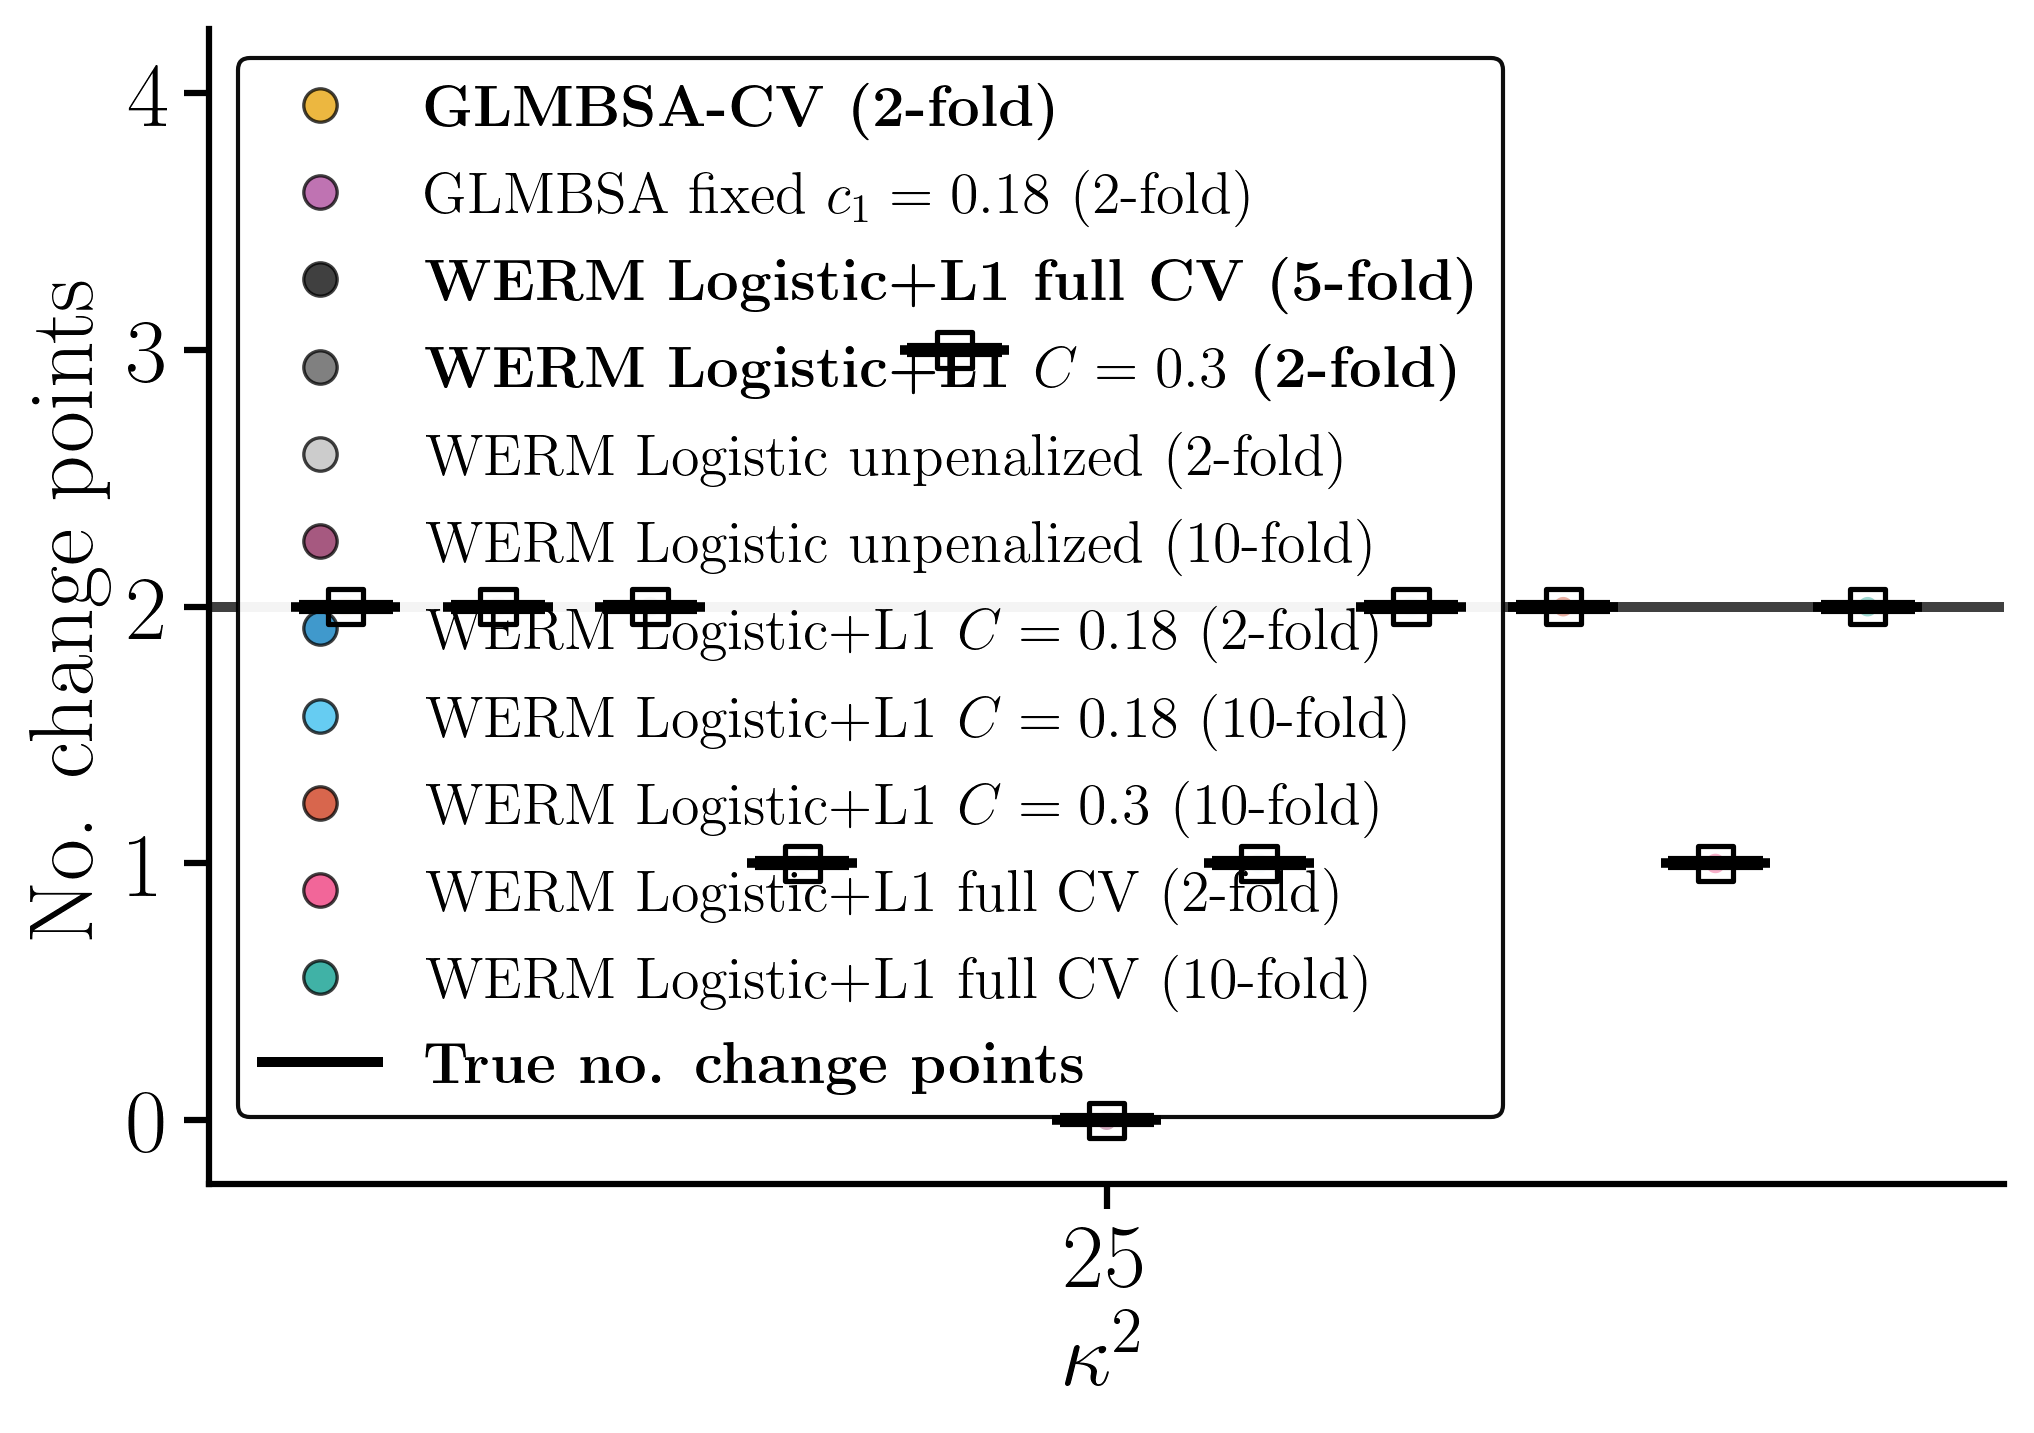 4
3
2
1
0
No. change points
GLMBSA-CV (2-fold)
GLMBSA fixed c₁ = 0.18 (2-fold)
WERM Logistic+L1 full CV (5-fold)
WERM Logistic+L1 C = 0.3 (2-fold)
WERM Logistic unpenalized (2-fold)
WERM Logistic unpenalized (10-fold)
WERM Logistic+L1 C = 0.18 (2-fold)
WERM Logistic+L1 C = 0.18 (10-fold)
WERM Logistic+L1 C = 0.3 (10-fold)
WERM Logistic+L1 full CV (2-fold)
WERM Logistic+L1 full CV (10-fold)
True no. change points
25
κ²